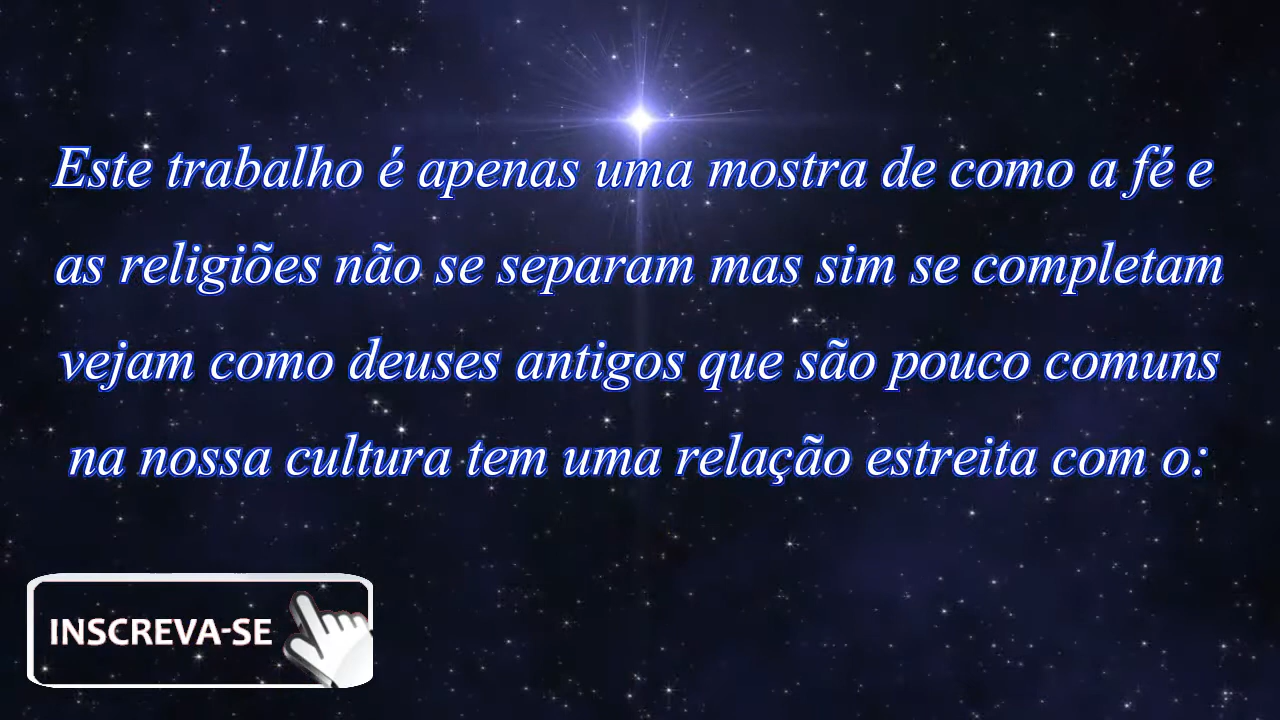 Este trabalho é apenas uma mostra de como a fé e
as religiões não se separam mas sim se completam
vejam como deuses antigos que são pouco comuns
na nossa cultura tem uma relação estreita com o:
INSCREVA-SE